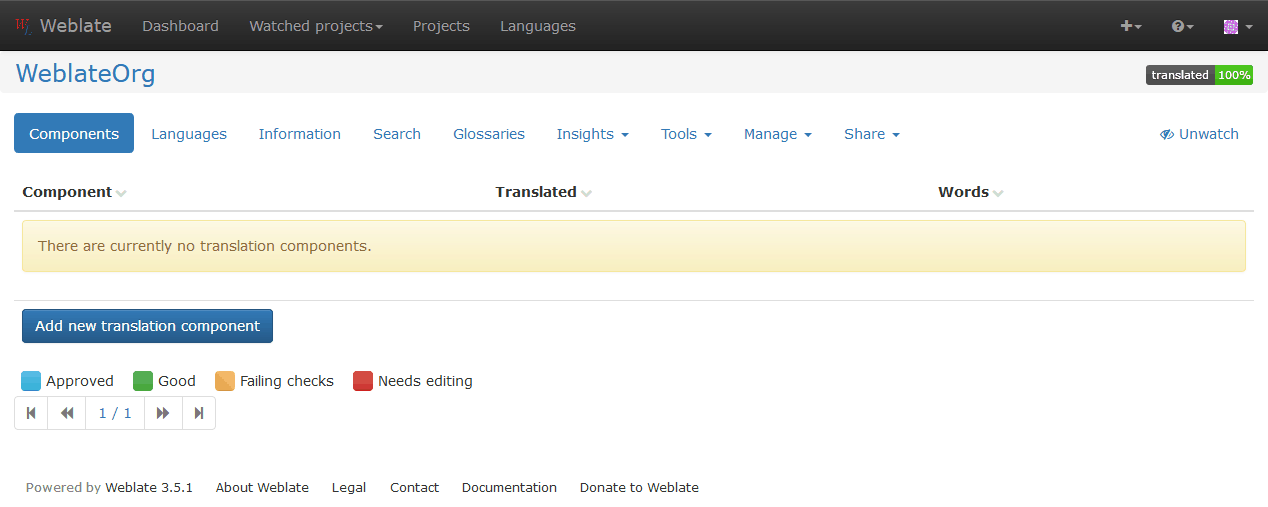 Weblate Dashboard Watched projects Projects Languages
WeblateOrg
translated 100%
Components Languages Information Search Glossaries Insights Tools Manage Share Unwatch
Component Translated Words
There are currently no translation components.
Add new translation component
Approved Good Failing checks Needs editing
1 / 1
Powered by Weblate 3.5.1 About Weblate Legal Contact Documentation Donate to Weblate